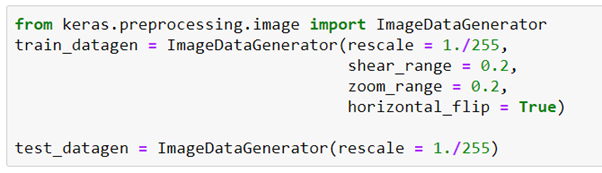 from keras.preprocessing.image import ImageDataGenerator
train_datagen = ImageDataGenerator(rescale = 1./255,
                                   shear_range = 0.2,
                                   zoom_range = 0.2,
                                   horizontal_flip = True)
test_datagen = ImageDataGenerator(rescale = 1./255)